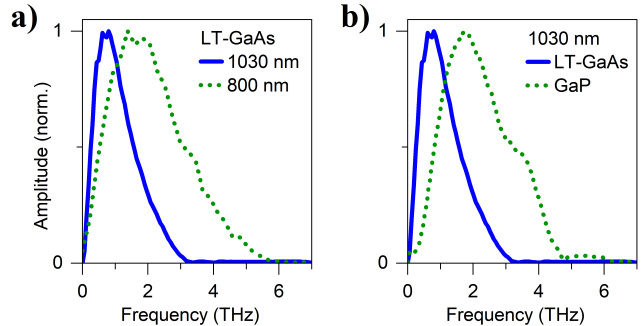 a)
LT-GaAs
1030 nm
800 nm
1
0
Amplitude (norm.)
0 2 4 6
Frequency (THz)
b)
1030 nm
LT-GaAs
GaP
1
0
0 2 4 6
Frequency (THz)